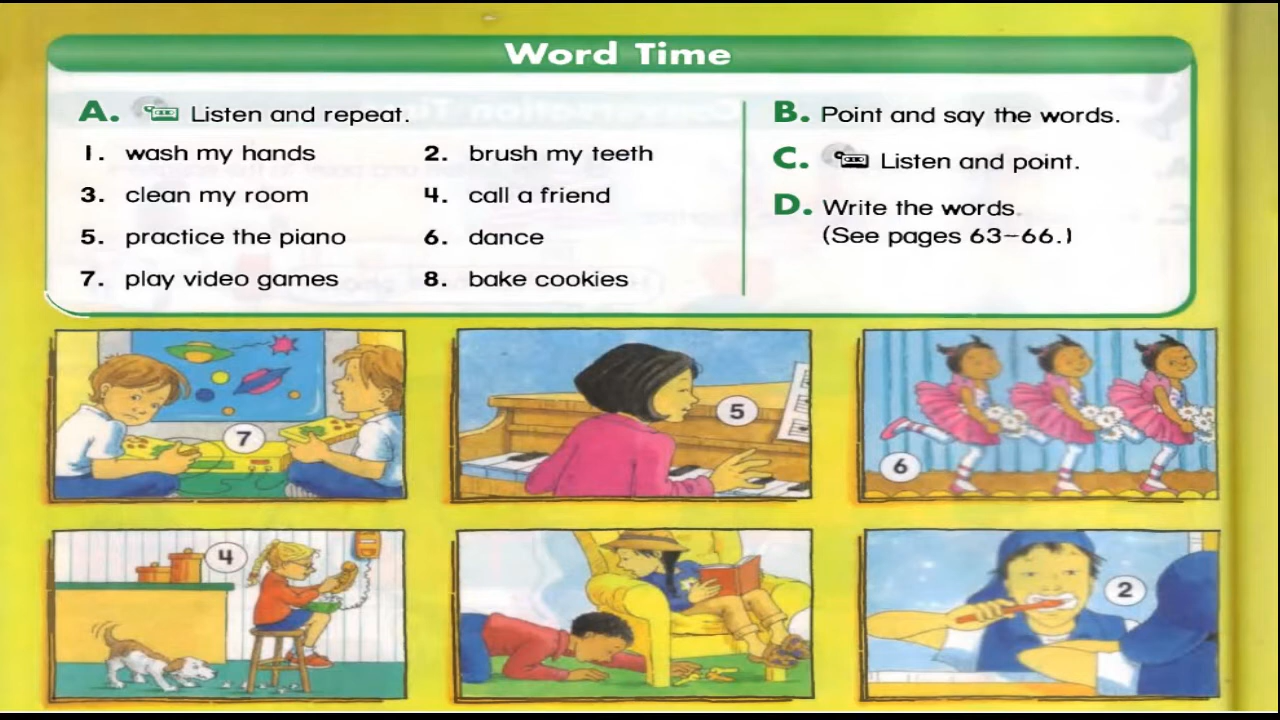 Word Time
A. Listen and repeat.
1. wash my hands
2. brush my teeth
3. clean my room
4. call a friend
5. practice the piano
6. dance
7. play video games
8. bake cookies
B. Point and say the words.
C. Listen and point.
D. Write the words.
(See pages 63–66.)
7
5
6
4
2